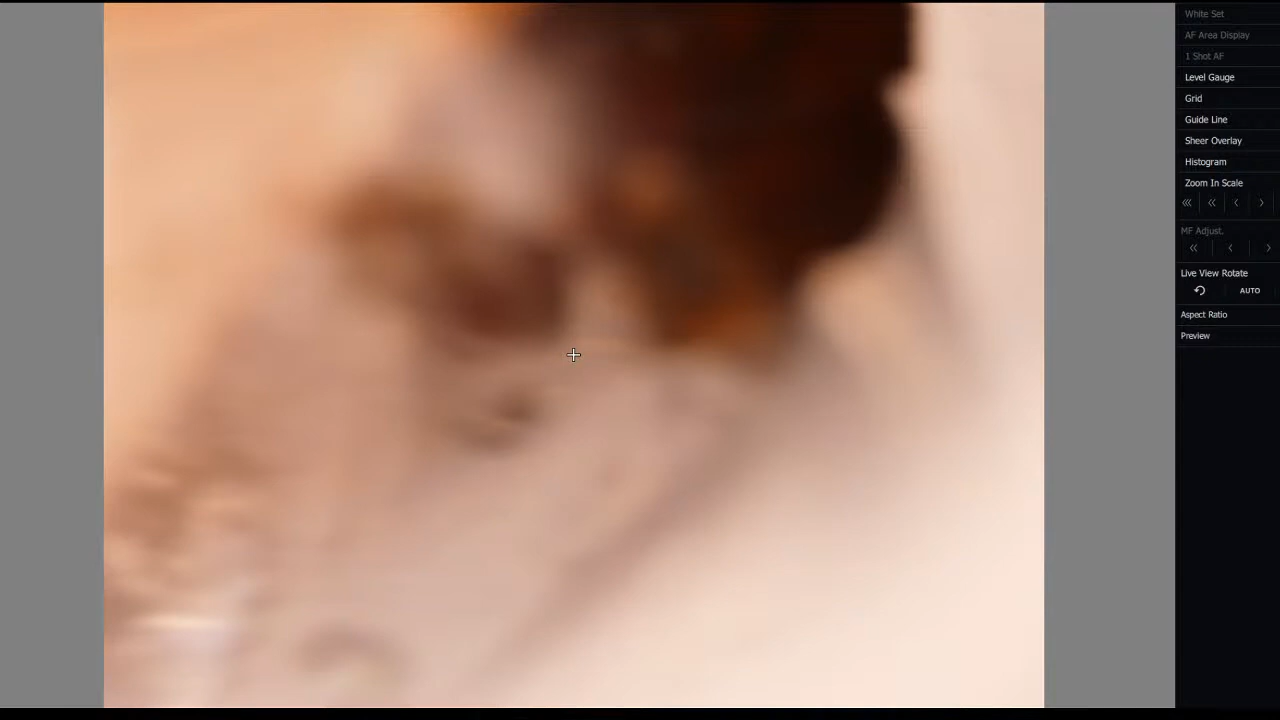 White Set
AF Area Display
1 Shot AF
Level Gauge
Grid
Guide Line
Sheer Overlay
Histogram
Zoom In Scale
MF Adjust.
Live View Rotate
AUTO
Aspect Ratio
Preview